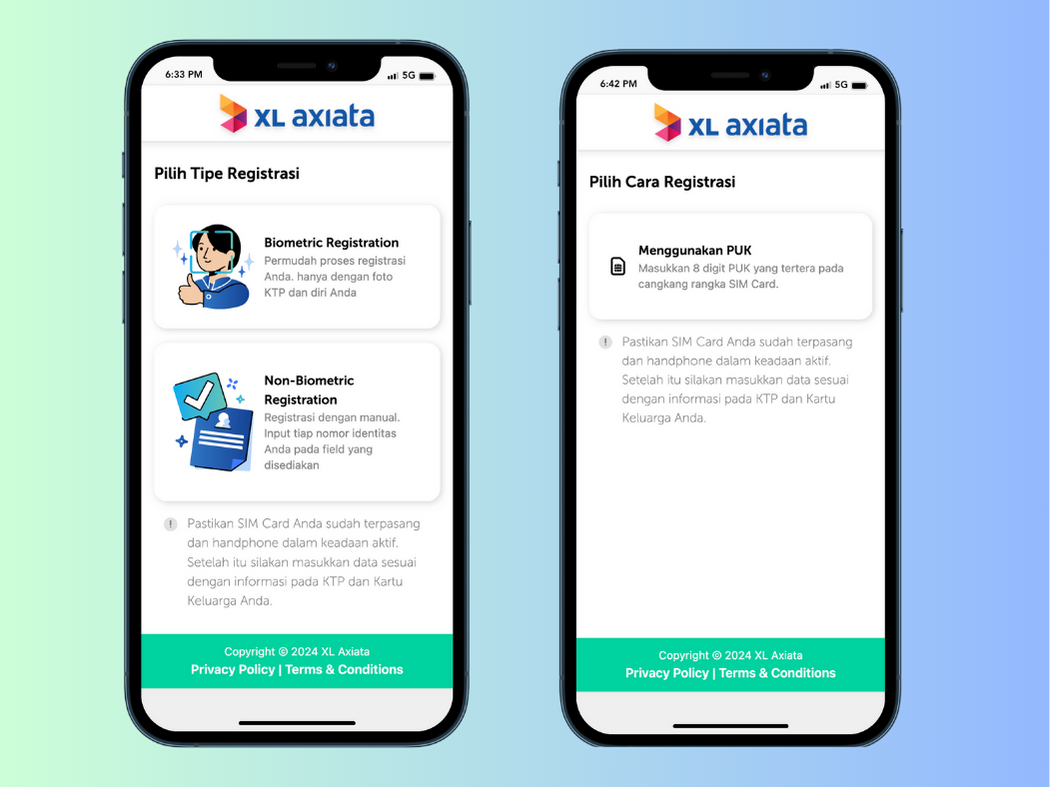 6:33 PM
5G
XL axiata
Pilih Tipe Registrasi
Biometric Registration
Permudah proses registrasi
Anda. hanya dengan foto
KTP dan diri Anda
Non-Biometric
Registration
Registrasi dengan manual.
Input tiap nomor identitas
Anda pada field yang
disediakan
! Pastikan SIM Card Anda sudah terpasang
dan handphone dalam keadaan aktif.
Setelah itu silakan masukkan data sesuai
dengan informasi pada KTP dan Kartu
Keluarga Anda.
Copyright © 2024 XL Axiata
Privacy Policy | Terms & Conditions
6:42 PM
5G
XL axiata
Pilih Cara Registrasi
Menggunakan PUK
Masukkan 8 digit PUK yang tertera pada
cangkang rangka SIM Card.
! Pastikan SIM Card Anda sudah terpasang
dan handphone dalam keadaan aktif.
Setelah itu silakan masukkan data sesuai
dengan informasi pada KTP dan Kartu
Keluarga Anda.
Copyright © 2024 XL Axiata
Privacy Policy | Terms & Conditions